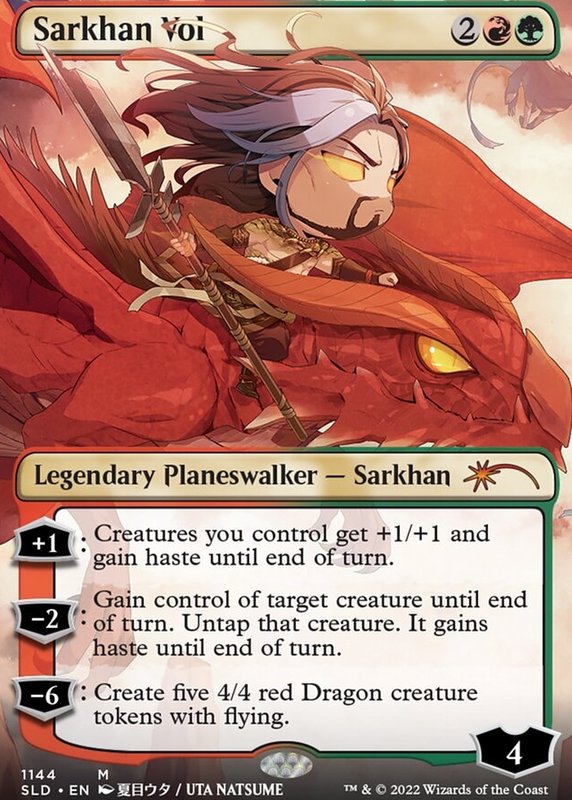 Sarkhan Vol 2
Legendary Planeswalker — Sarkhan
+1 : Creatures you control get +1/+1 and
gain haste until end of turn.
-2 : Gain control of target creature until end
of turn. Untap that creature. It gains
haste until end of turn.
-6 : Create five 4/4 red Dragon creature
tokens with flying.
4
1144 M
SLD • EN 夏目ウタ / UTA NATSUME
™ & © 2022 Wizards of the Coast